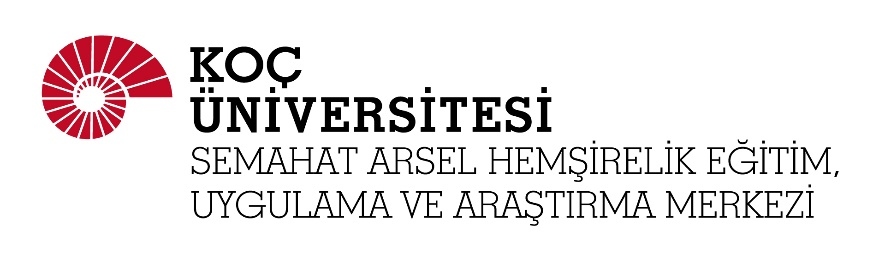 KOÇ
ÜNİVERSİTESİ
SEMAHAT ARSEL HEMŞİRELİK EĞİTİM,
UYGULAMA VE ARAŞTIRMA MERKEZİ